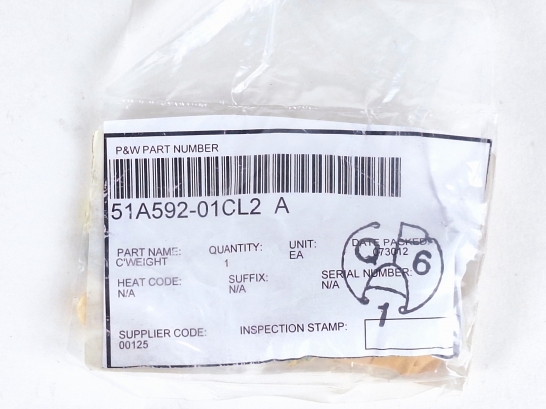 P&W PART NUMBER
51A592-01CL2 A
PART NAME: QUANTITY: UNIT: DATE PACKED:
C'WEIGHT 1 EA 073012
HEAT CODE: SUFFIX: SERIAL NUMBER:
N/A N/A N/A
Q 6
1
SUPPLIER CODE: INSPECTION STAMP:
00125